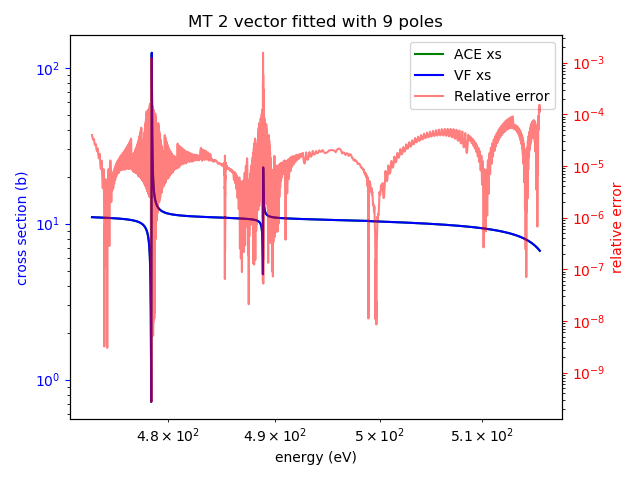 MT 2 vector fitted with 9 poles
ACE xs
VF xs
Relative error
cross section (b)
10²
10¹
10⁰
relative error
10⁻³
10⁻⁴
10⁻⁵
10⁻⁶
10⁻⁷
10⁻⁸
10⁻⁹
4.8 × 10² 4.9 × 10² 5 × 10² 5.1 × 10²
energy (eV)